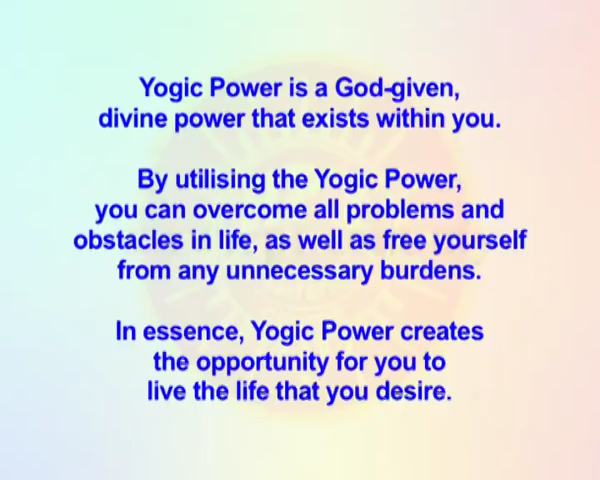 Yogic Power is a God-given,
divine power that exists within you.
By utilising the Yogic Power,
you can overcome all problems and
obstacles in life, as well as free yourself
from any unnecessary burdens.
In essence, Yogic Power creates
the opportunity for you to
live the life that you desire.